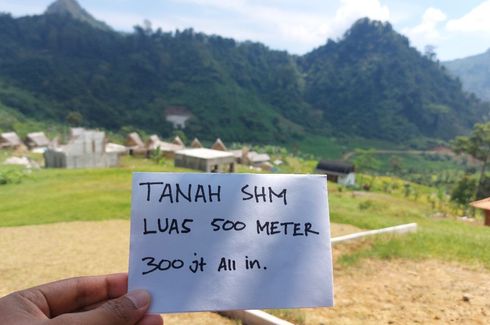 TANAH SHM
LUAS 500 METER
300 jt All in.